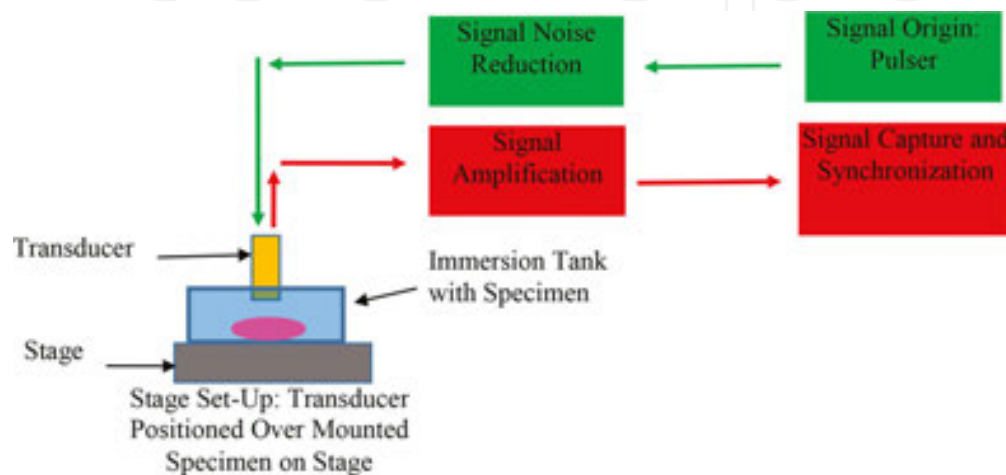 Signal Noise
Reduction
Signal Origin:
Pulser
Signal
Amplification
Signal Capture and
Synchronization
Transducer
Immersion Tank
with Specimen
Stage
Stage Set-Up: Transducer
Positioned Over Mounted
Specimen on Stage